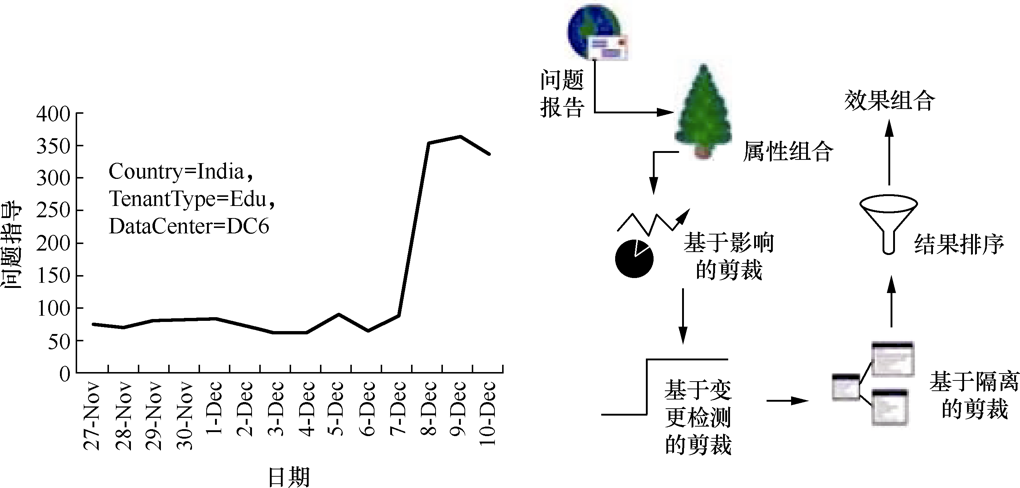 400
350
300
250
200
150
100
50
0
问题指导
Country=India,
TenantType=Edu,
DataCenter=DC6
27-Nov
28-Nov
29-Nov
30-Nov
1-Dec
2-Dec
3-Dec
4-Dec
5-Dec
6-Dec
7-Dec
8-Dec
9-Dec
10-Dec
日期
问题
报告
属性组合
基于影响
的剪裁
基于变
更检测
的剪裁
基于隔离
的剪裁
结果排序
效果组合